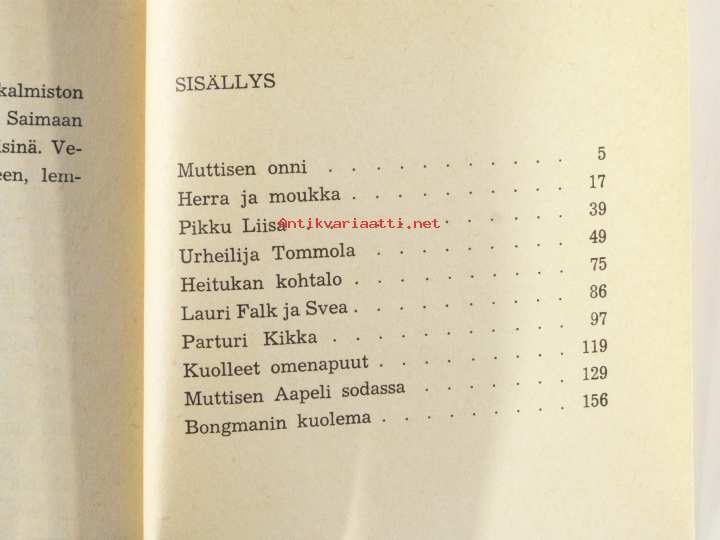 kalmiston
Saimaan
sinä. Ve-
een, lem-
SISÄLLYS
Muttisen onni . . . . . . . . . . . 5
Herra ja moukka . . . . . . . . . . 17
Pikku Liisa . . . . . . . . . . . 39
Antikvariaatti.net
Urheilija Tommola . . . . . . . . . 49
Heitukan kohtalo . . . . . . . . . . 75
Lauri Falk ja Svea . . . . . . . . . . 86
Parturi Kikka . . . . . . . . . . . 97
Kuolleet omenapuut . . . . . . . . . 119
Muttisen Aapeli sodassa . . . . . . . 129
Bongmanin kuolema . . . . . . . . . 156